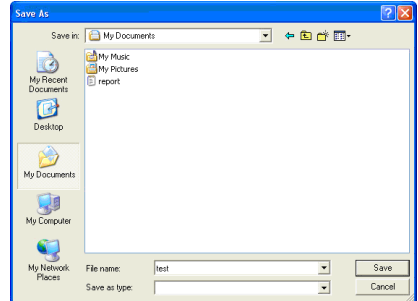 Save As
Save in: My Documents
My Recent
Documents
Desktop
My Documents
My Computer
My Network
Places
My Music
My Pictures
report
File name: test Save
Save as type: Cancel